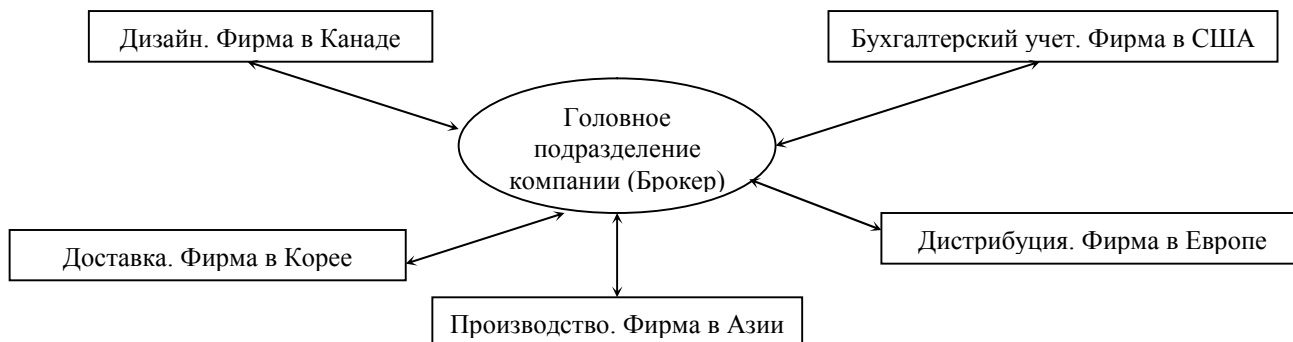 Дизайн. Фирма в Канаде
Бухгалтерский учет. Фирма в США
Головное
подразделение
компании (Брокер)
Доставка. Фирма в Корее
Дистрибуция. Фирма в Европе
Производство. Фирма в Азии